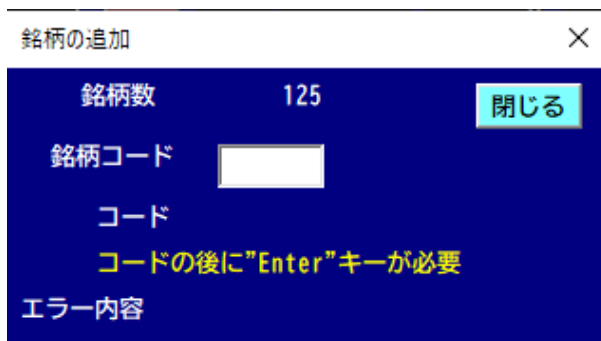 銘柄の追加
銘柄数 125 閉じる
銘柄コード
コード
コードの後に”Enter”キーが必要
エラー内容